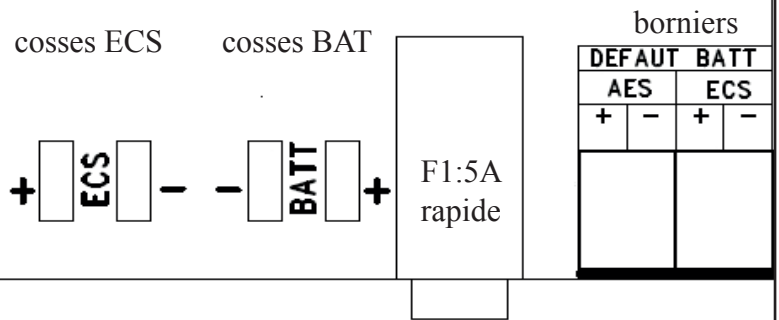 cosses ECS
cosses BAT
borniers
DEFAUT BATT
AES ECS
+ - + -
+ ECS -
- BATT +
F1:5A
rapide